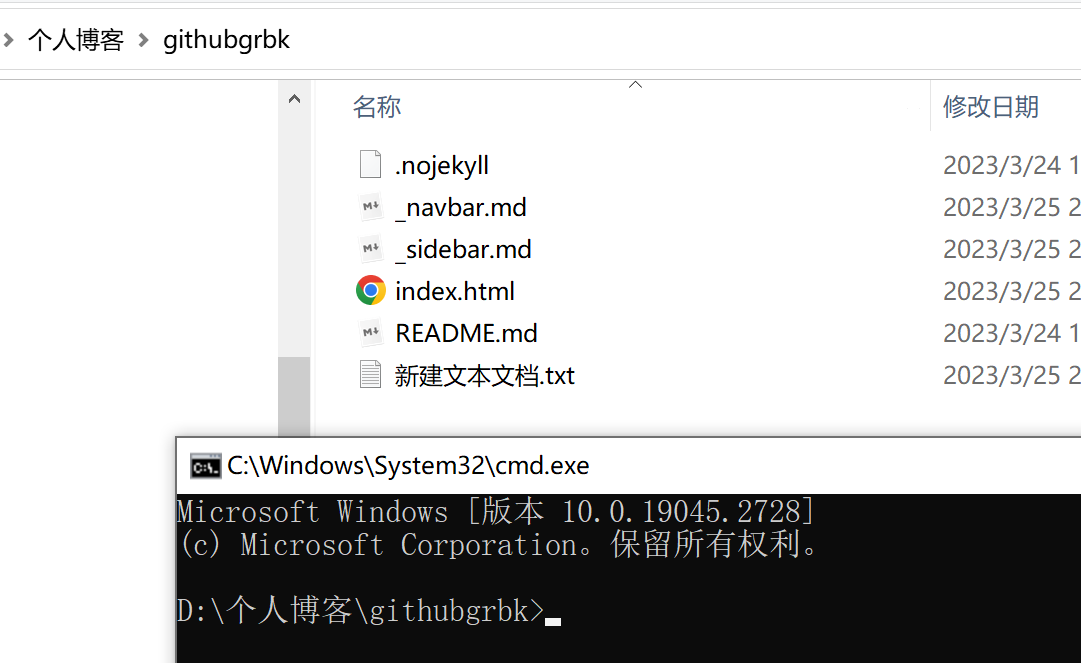 个人博客 githubgrbk
名称 修改日期
.nojekyll 2023/3/24 1
_navbar.md 2023/3/25 2
_sidebar.md 2023/3/25 2
index.html 2023/3/25 2
README.md 2023/3/24 1
新建文本文档.txt 2023/3/25 2
C:\Windows\System32\cmd.exe
Microsoft Windows [版本 10.0.19045.2728]
(c) Microsoft Corporation。保留所有权利。
D:\个人博客\githubgrbk>